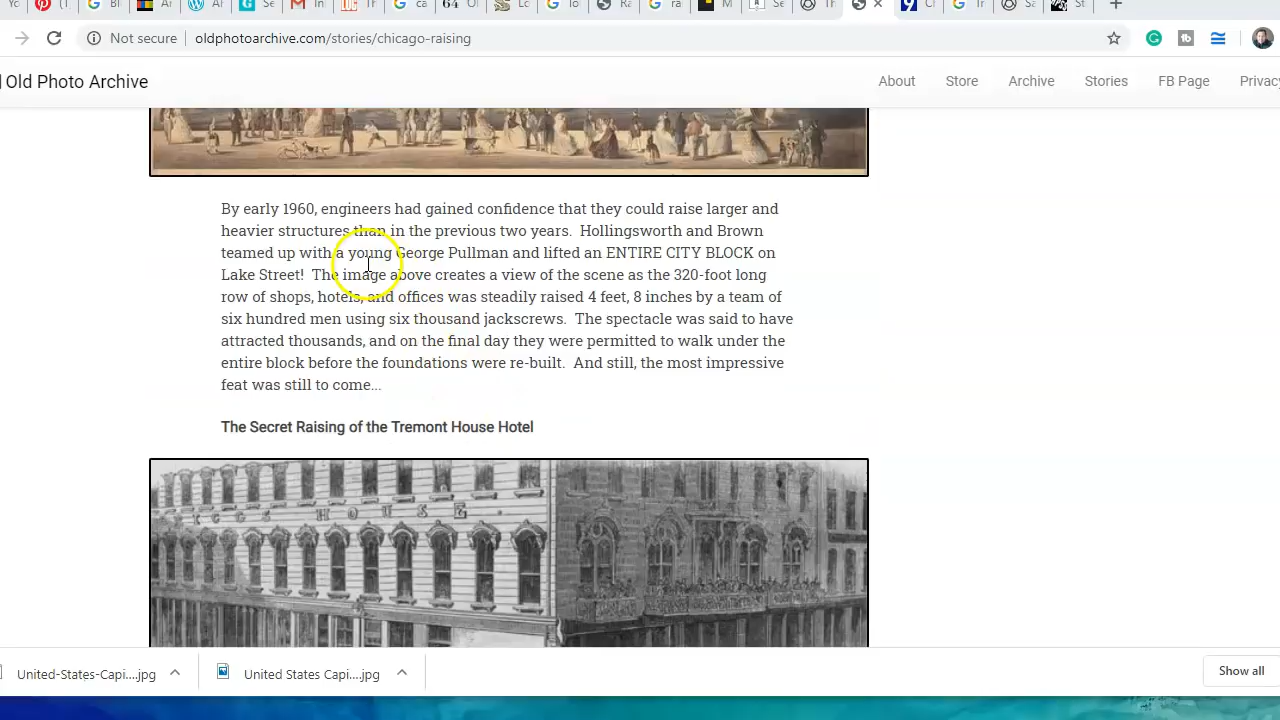 Not secure
oldphotoarchive.com/stories/chicago-raising
Old Photo Archive
About
Store
Archive
Stories
FB Page
Privac
By early 1960, engineers had gained confidence that they could raise larger and
heavier structures than in the previous two years. Hollingsworth and Brown
teamed up with a young George Pullman and lifted an ENTIRE CITY BLOCK on
Lake Street! The image above creates a view of the scene as the 320-foot long
row of shops, hotels, and offices was steadily raised 4 feet, 8 inches by a team of
six hundred men using six thousand jackscrews. The spectacle was said to have
attracted thousands, and on the final day they were permitted to walk under the
entire block before the foundations were re-built. And still, the most impressive
feat was still to come...
The Secret Raising of the Tremont House Hotel
HOUSE.
United-States-Capi....jpg
United States Capi....jpg
Show all